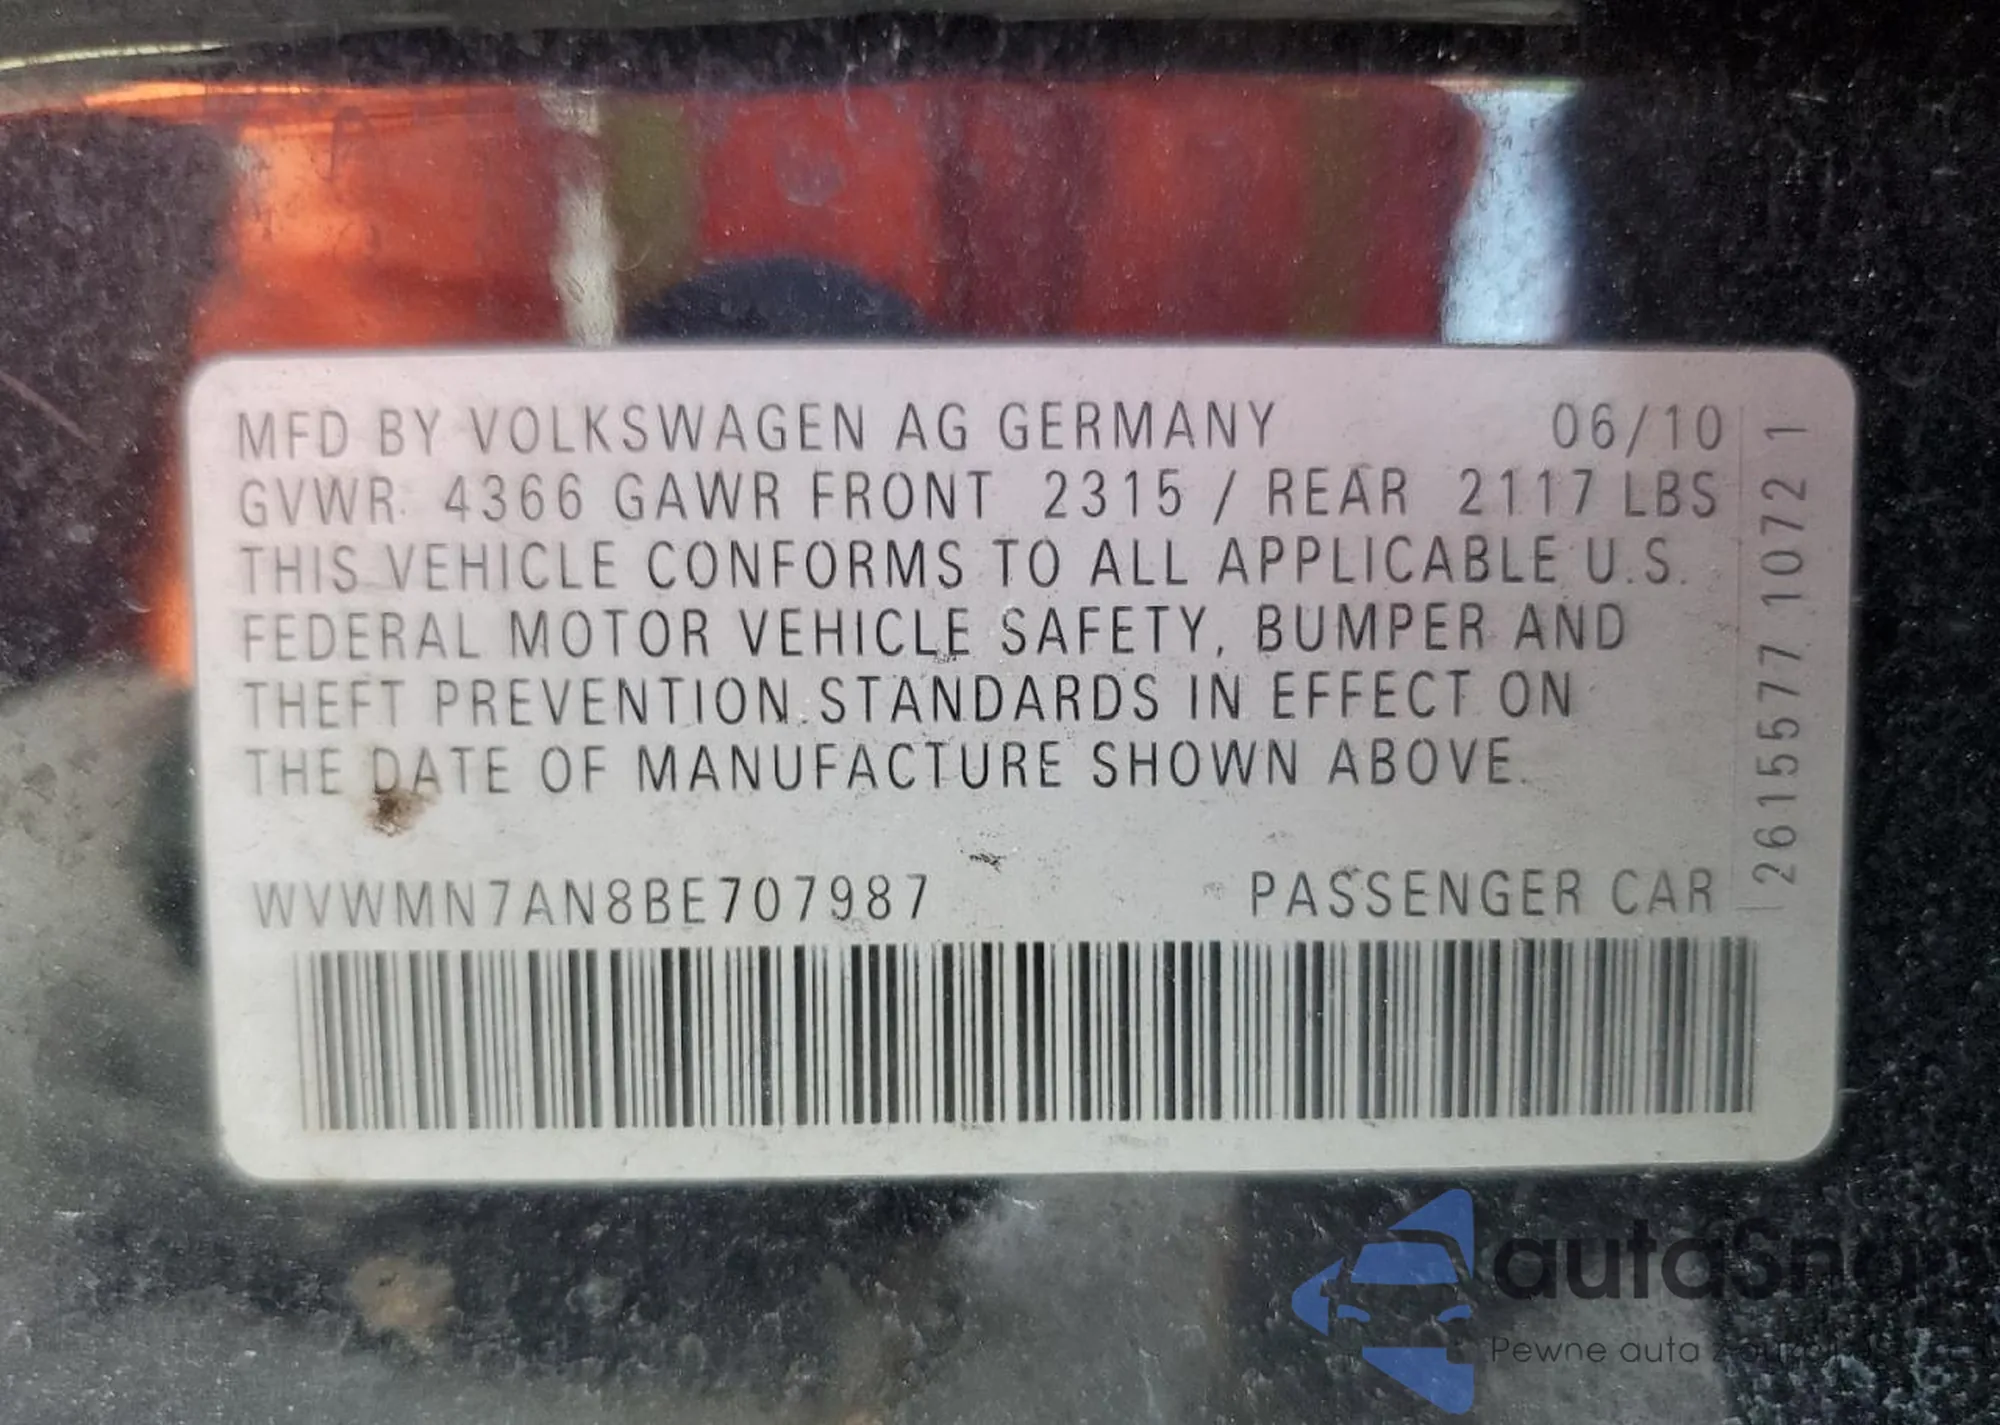 MFD BY VOLKSWAGEN AG GERMANY 06/10
GVWR 4366 GAWR FRONT 2315 / REAR 2117 LBS
THIS VEHICLE CONFORMS TO ALL APPLICABLE U.S.
FEDERAL MOTOR VEHICLE SAFETY, BUMPER AND
THEFT PREVENTION STANDARDS IN EFFECT ON
THE DATE OF MANUFACTURE SHOWN ABOVE.
WVWMN7AN8BE707987 PASSENGER CAR
2615577 1072 1
autaSnap
Pewne auta z